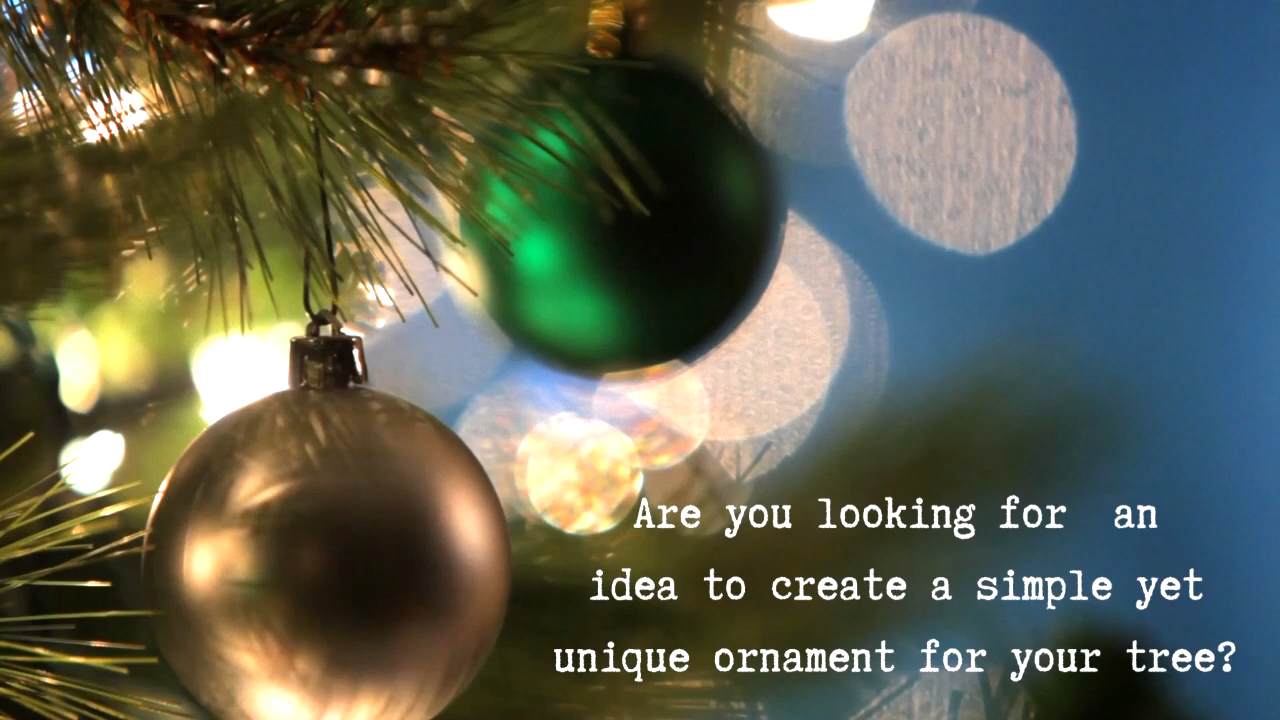 Are you looking for  an
idea to create a simple yet
unique ornament for your tree?